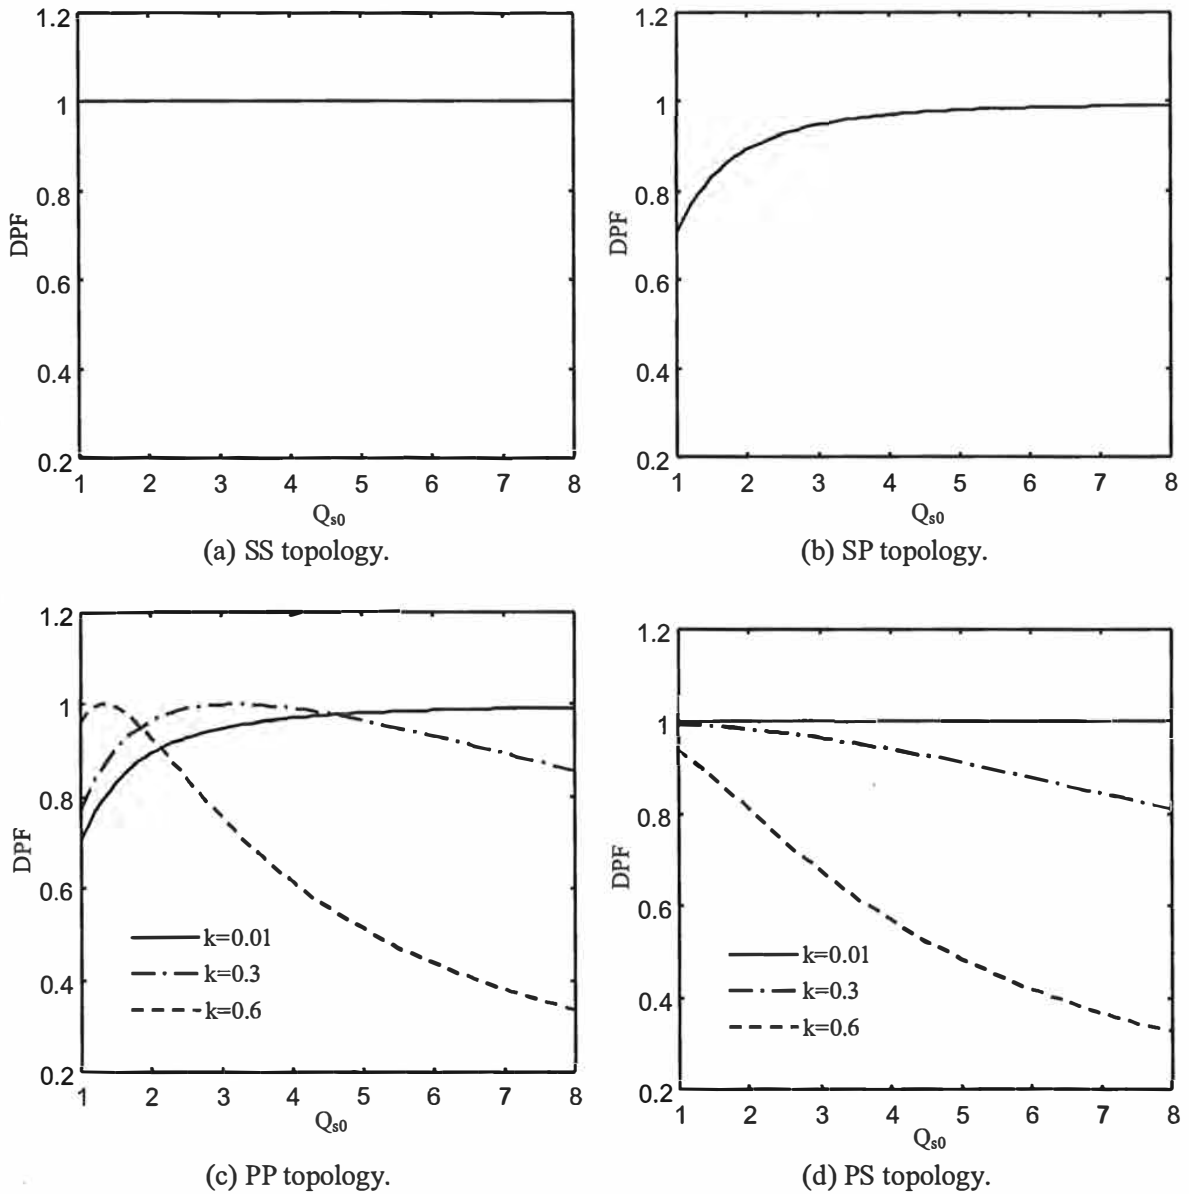 1.2
1
0.8
0.6
0.4
0.2
DPF
1 2 3 4 5 6 7 8
Qs0
(a) SS topology.
1.2
1
0.8
0.6
0.4
0.2
DPF
1 2 3 4 5 6 7 8
Qs0
(b) SP topology.
1.2
1
0.8
0.6
0.4
0.2
DPF
k=0.01
k=0.3
k=0.6
1 2 3 4 5 6 7 8
Qs0
(c) PP topology.
1.2
1
0.8
0.6
0.4
0.2
DPF
k=0.01
k=0.3
k=0.6
1 2 3 4 5 6 7 8
Qs0
(d) PS topology.